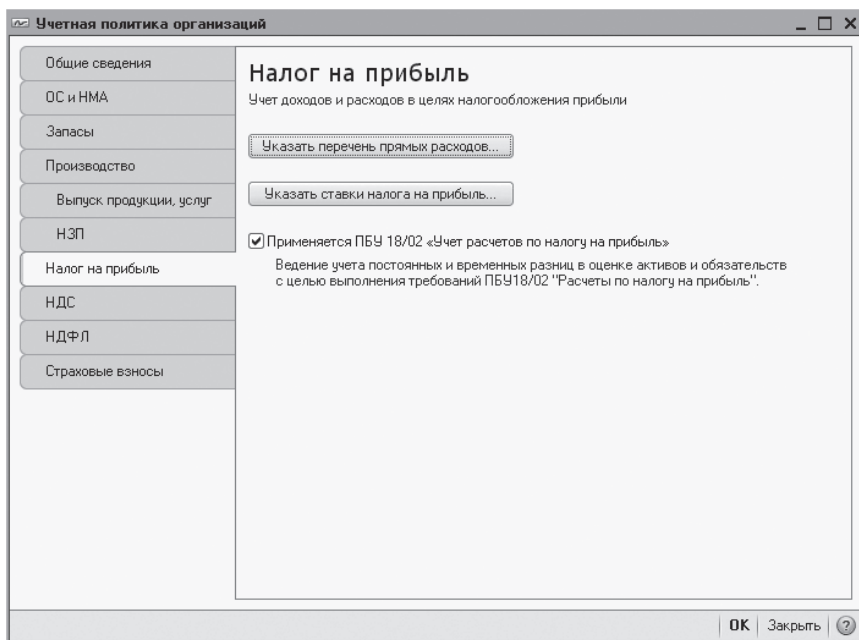 Учетная политика организаций
Общие сведения
ОС и НМА
Запасы
Производство
Выпуск продукции, услуг
НЗП
Налог на прибыль
НДС
НДФЛ
Страховые взносы
Налог на прибыль
Учет доходов и расходов в целях налогообложения прибыли
Указать перечень прямых расходов...
Указать ставки налога на прибыль...
Применяется ПБУ 18/02 «Учет расчетов по налогу на прибыль»
Ведение учета постоянных и временных разниц в оценке активов и обязательств
с целью выполнения требований ПБУ18/02 "Расчеты по налогу на прибыль".
OK Закрыть ?